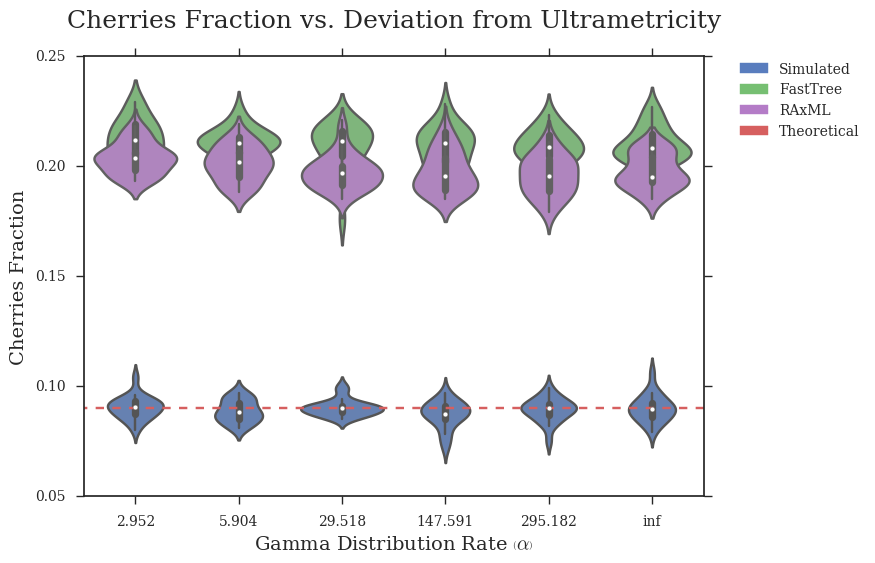 Cherries Fraction vs. Deviation from Ultrametricity
Cherries Fraction
0.25
0.20
0.15
0.10
0.05
2.952
5.904
29.518
147.591
295.182
inf
Gamma Distribution Rate (α)
Simulated
FastTree
RAxML
Theoretical